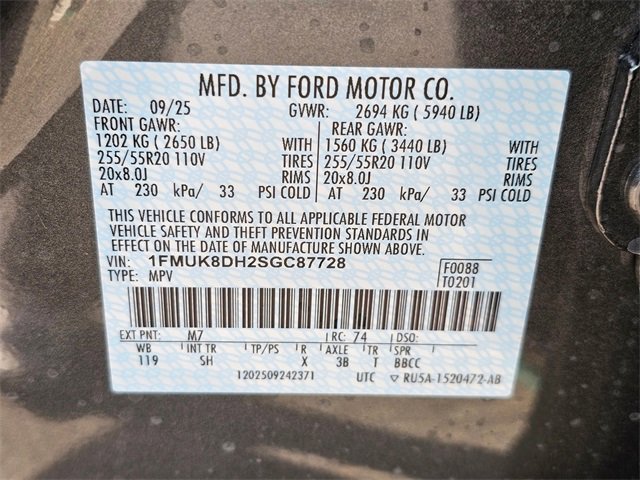 MFD. BY FORD MOTOR CO.
DATE: 09/25 GVWR: 2694 KG ( 5940 LB)
FRONT GAWR: REAR GAWR:
1202 KG ( 2650 LB) WITH 1560 KG ( 3440 LB) WITH
255/55R20 110V TIRES 255/55R20 110V TIRES
20x8.0J RIMS 20x8.0J RIMS
AT 230 kPa/ 33 PSI COLD AT 230 kPa/ 33 PSI COLD
THIS VEHICLE CONFORMS TO ALL APPLICABLE FEDERAL MOTOR
VEHICLE SAFETY AND THEFT PREVENTION STANDARDS IN
EFFECT ON THE DATE OF MANUFACTURE SHOWN ABOVE.
VIN: 1FMUK8DH2SGC87728 F0088
TYPE: MPV T0201
EXT PNT: M7 RC: 74 DSO:
WB INT TR TP/PS R AXLE TR SPR
119 SH X 3B T BBCC
1202509242371 UTC RU5A-1520472-AB